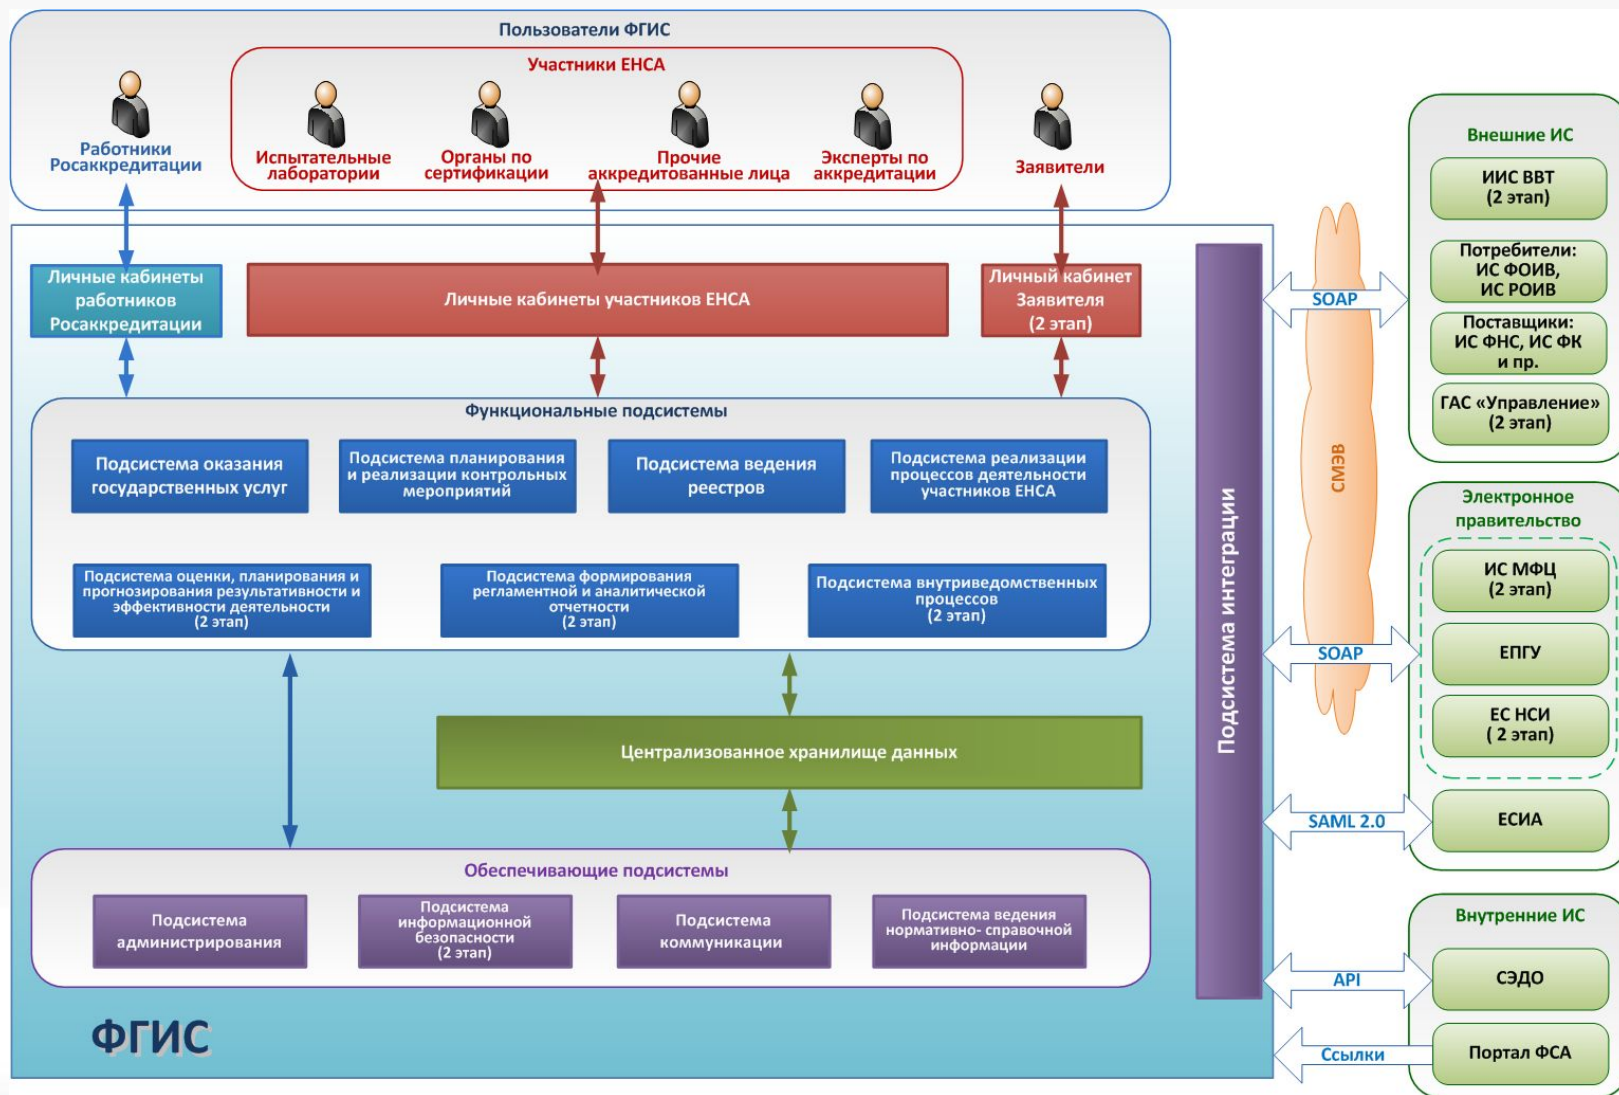 Пользователи ФГИС
Участники ЕНСА
Работники
Росаккредитации
Испытательные
лаборатории
Органы по
сертификации
Прочие
аккредитованные лица
Эксперты по
аккредитации
Заявители
Личные кабинеты
работников
Росаккредитации
Личные кабинеты участников ЕНСА
Личный кабинет
Заявителя
(2 этап)
Функциональные подсистемы
Подсистема оказания
государственных услуг
Подсистема планирования
и реализации контрольных
мероприятий
Подсистема ведения
реестров
Подсистема реализации
процессов деятельности
участников ЕНСА
Подсистема оценки, планирования и
прогнозирования результативности и
эффективности деятельности
(2 этап)
Подсистема формирования
регламентной и аналитической
отчетности
(2 этап)
Подсистема внутриведомственных
процессов
(2 этап)
Централизованное хранилище данных
Обеспечивающие подсистемы
Подсистема
администрирования
Подсистема
информационной
безопасности
(2 этап)
Подсистема
коммуникации
Подсистема ведения
нормативно- справочной
информации
ФГИС
Подсистема интеграции
SOAP
СМЭВ
SOAP
SAML 2.0
API
Ссылки
Внешние ИС
ИИС ВВТ
(2 этап)
Потребители:
ИС ФОИВ,
ИС РОИВ
Поставщики:
ИС ФНС, ИС ФК
и пр.
ГАС «Управление»
(2 этап)
Электронное
правительство
ИС МФЦ
(2 этап)
ЕПГУ
ЕС НСИ
( 2 этап)
ЕСИА
Внутренние ИС
СЭДО
Портал ФСА